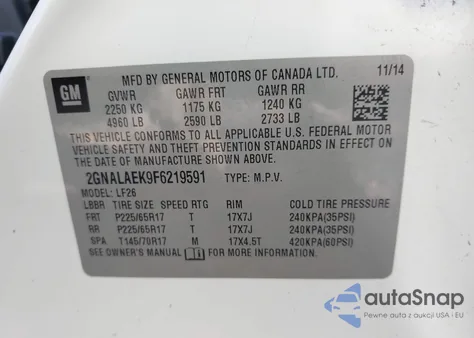 GM
MFD BY GENERAL MOTORS OF CANADA LTD. 11/14
GVWR GAWR FRT GAWR RR
2250 KG 1175 KG 1240 KG
4960 LB 2590 LB 2733 LB
THIS VEHICLE CONFORMS TO ALL APPLICABLE U.S. FEDERAL MOTOR
VEHICLE SAFETY AND THEFT PREVENTION STANDARDS IN EFFECT
ON THE DATE OF MANUFACTURE SHOWN ABOVE.
2GNALAEK9F6219591 TYPE: M.P.V.
MODEL: LF26
LBBR TIRE SIZE SPEED RTG RIM COLD TIRE PRESSURE
FRT P225/65R17 T 17X7J 240KPA(35PSI)
RR P225/65R17 T 17X7J 240KPA(35PSI)
SPA T145/70R17 M 17X4.5T 420KPA(60PSI)
SEE OWNER'S MANUAL FOR MORE INFORMATION.
autoSnap
Pewne auta z dostawą z USA i EU